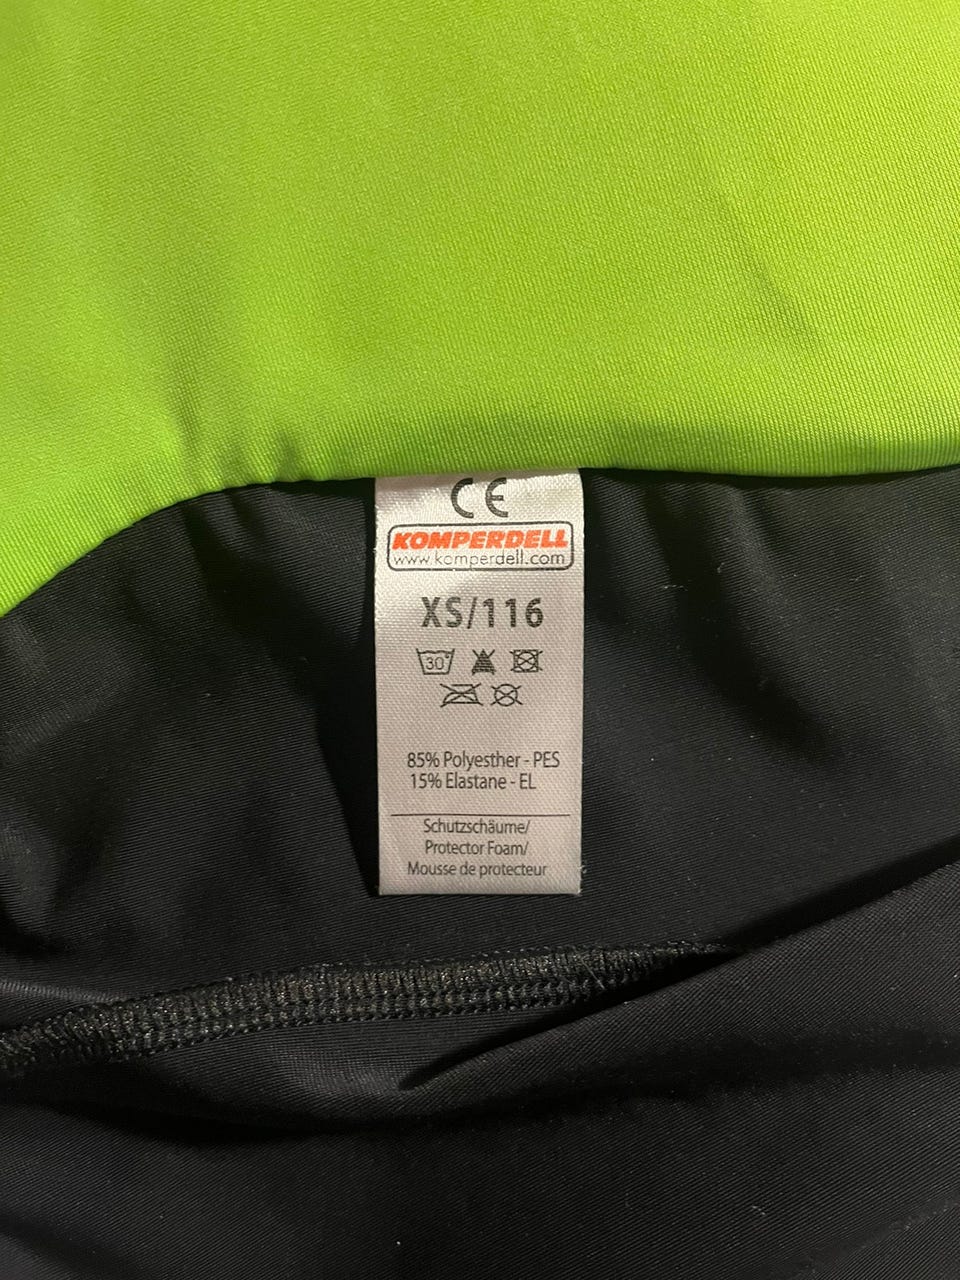 CE
KOMPERDELL
www.komperdell.com
XS/116
30°
85% Polyesther - PES
15% Elastane - EL
Schutzschäume/
Protector Foam/
Mousse de protecteur